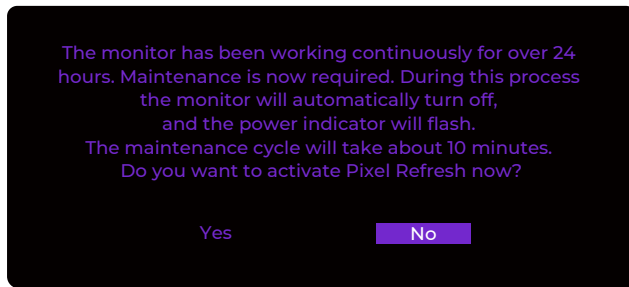 The monitor has been working continuously for over 24
hours. Maintenance is now required. During this process
the monitor will automatically turn off,
and the power indicator will flash.
The maintenance cycle will take about 10 minutes.
Do you want to activate Pixel Refresh now?
Yes No